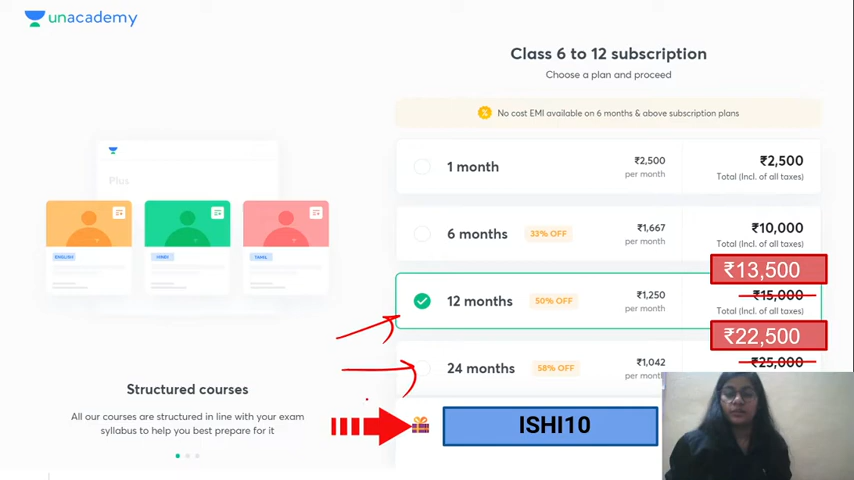 unacademy
Class 6 to 12 subscription
Choose a plan and proceed
No cost EMI available on 6 months & above subscription plans
Plus
1 month
₹2,500
per month
₹2,500
Total (Incl. of all taxes)
6 months
33% OFF
₹1,667
per month
₹10,000
Total (Incl. of all taxes)
₹13,500
12 months
50% OFF
₹1,250
per month
₹15,000
Total (Incl. of all taxes)
₹22,500
24 months
58% OFF
₹1,042
per month
₹25,000
ENGLISH
HINDI
TAMIL
Structured courses
All our courses are structured in line with your exam
syllabus to help you best prepare for it
ISHI10